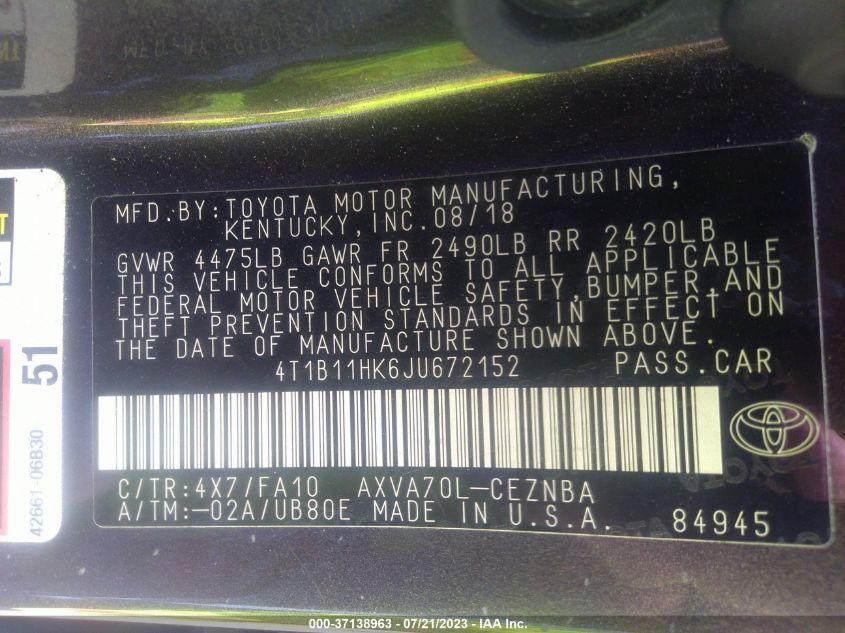 MFD.BY:TOYOTA MOTOR MANUFACTURING,
KENTUCKY,INC.08/18
GVWR 4475LB GAWR FR 2490LB RR 2420LB
THIS VEHICLE CONFORMS TO ALL APPLICABLE
FEDERAL MOTOR VEHICLE SAFETY,BUMPER,AND
THEFT PREVENTION STANDARDS IN EFFECT ON
THE DATE OF MANUFACTURE SHOWN ABOVE.
4T1B11HK6JU672152 PASS.CAR
C/TR:4X7/FA10 AXVA70L-CEZNBA
A/TM:-02A/UB80E MADE IN U.S.A. 84945
51
42661-06B30
000-37138963 - 07/21/2023 - IAA Inc.